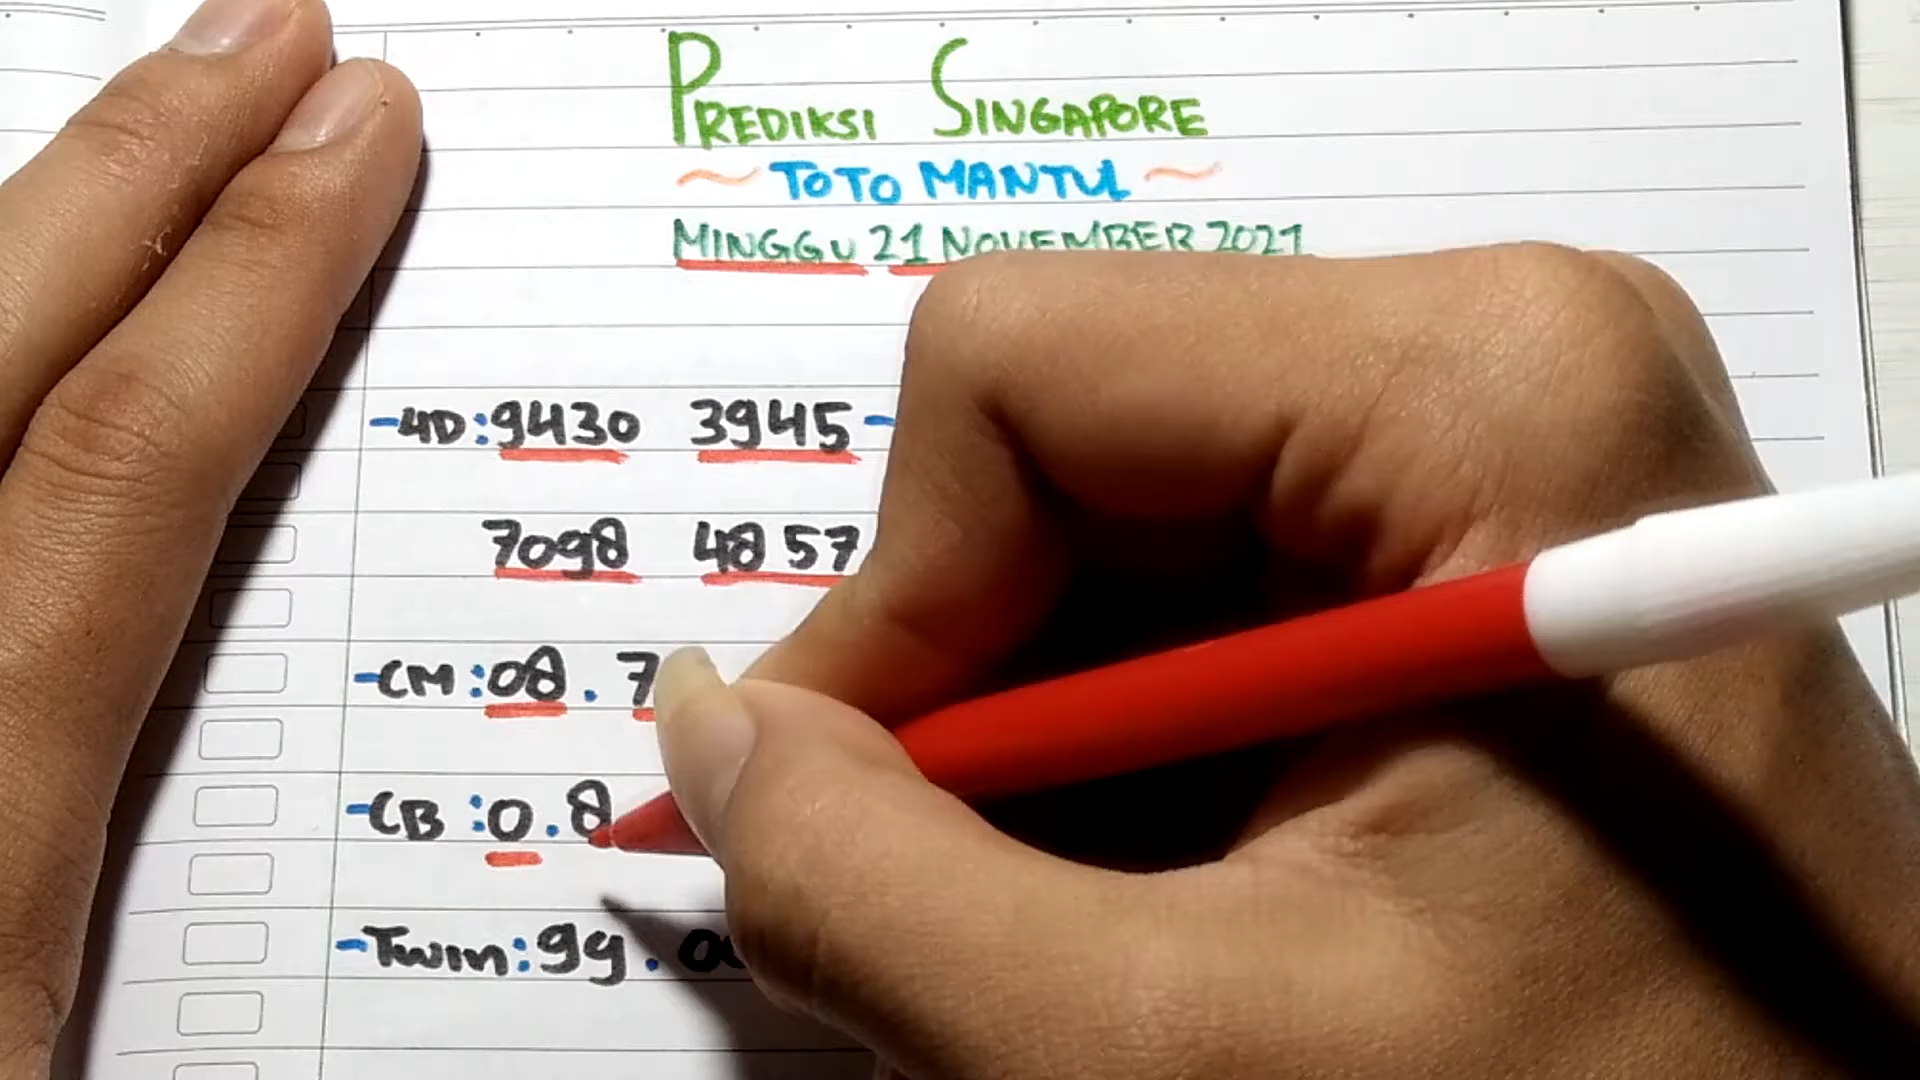 PREDIKSI SINGAPORE
~ TOTO MANTUL ~
MINGGU 21 NOVEMBER 2021
-4D:9430 3945 -
7098 4857
-CM:08.7
-CB:0.8
-Twin:99.